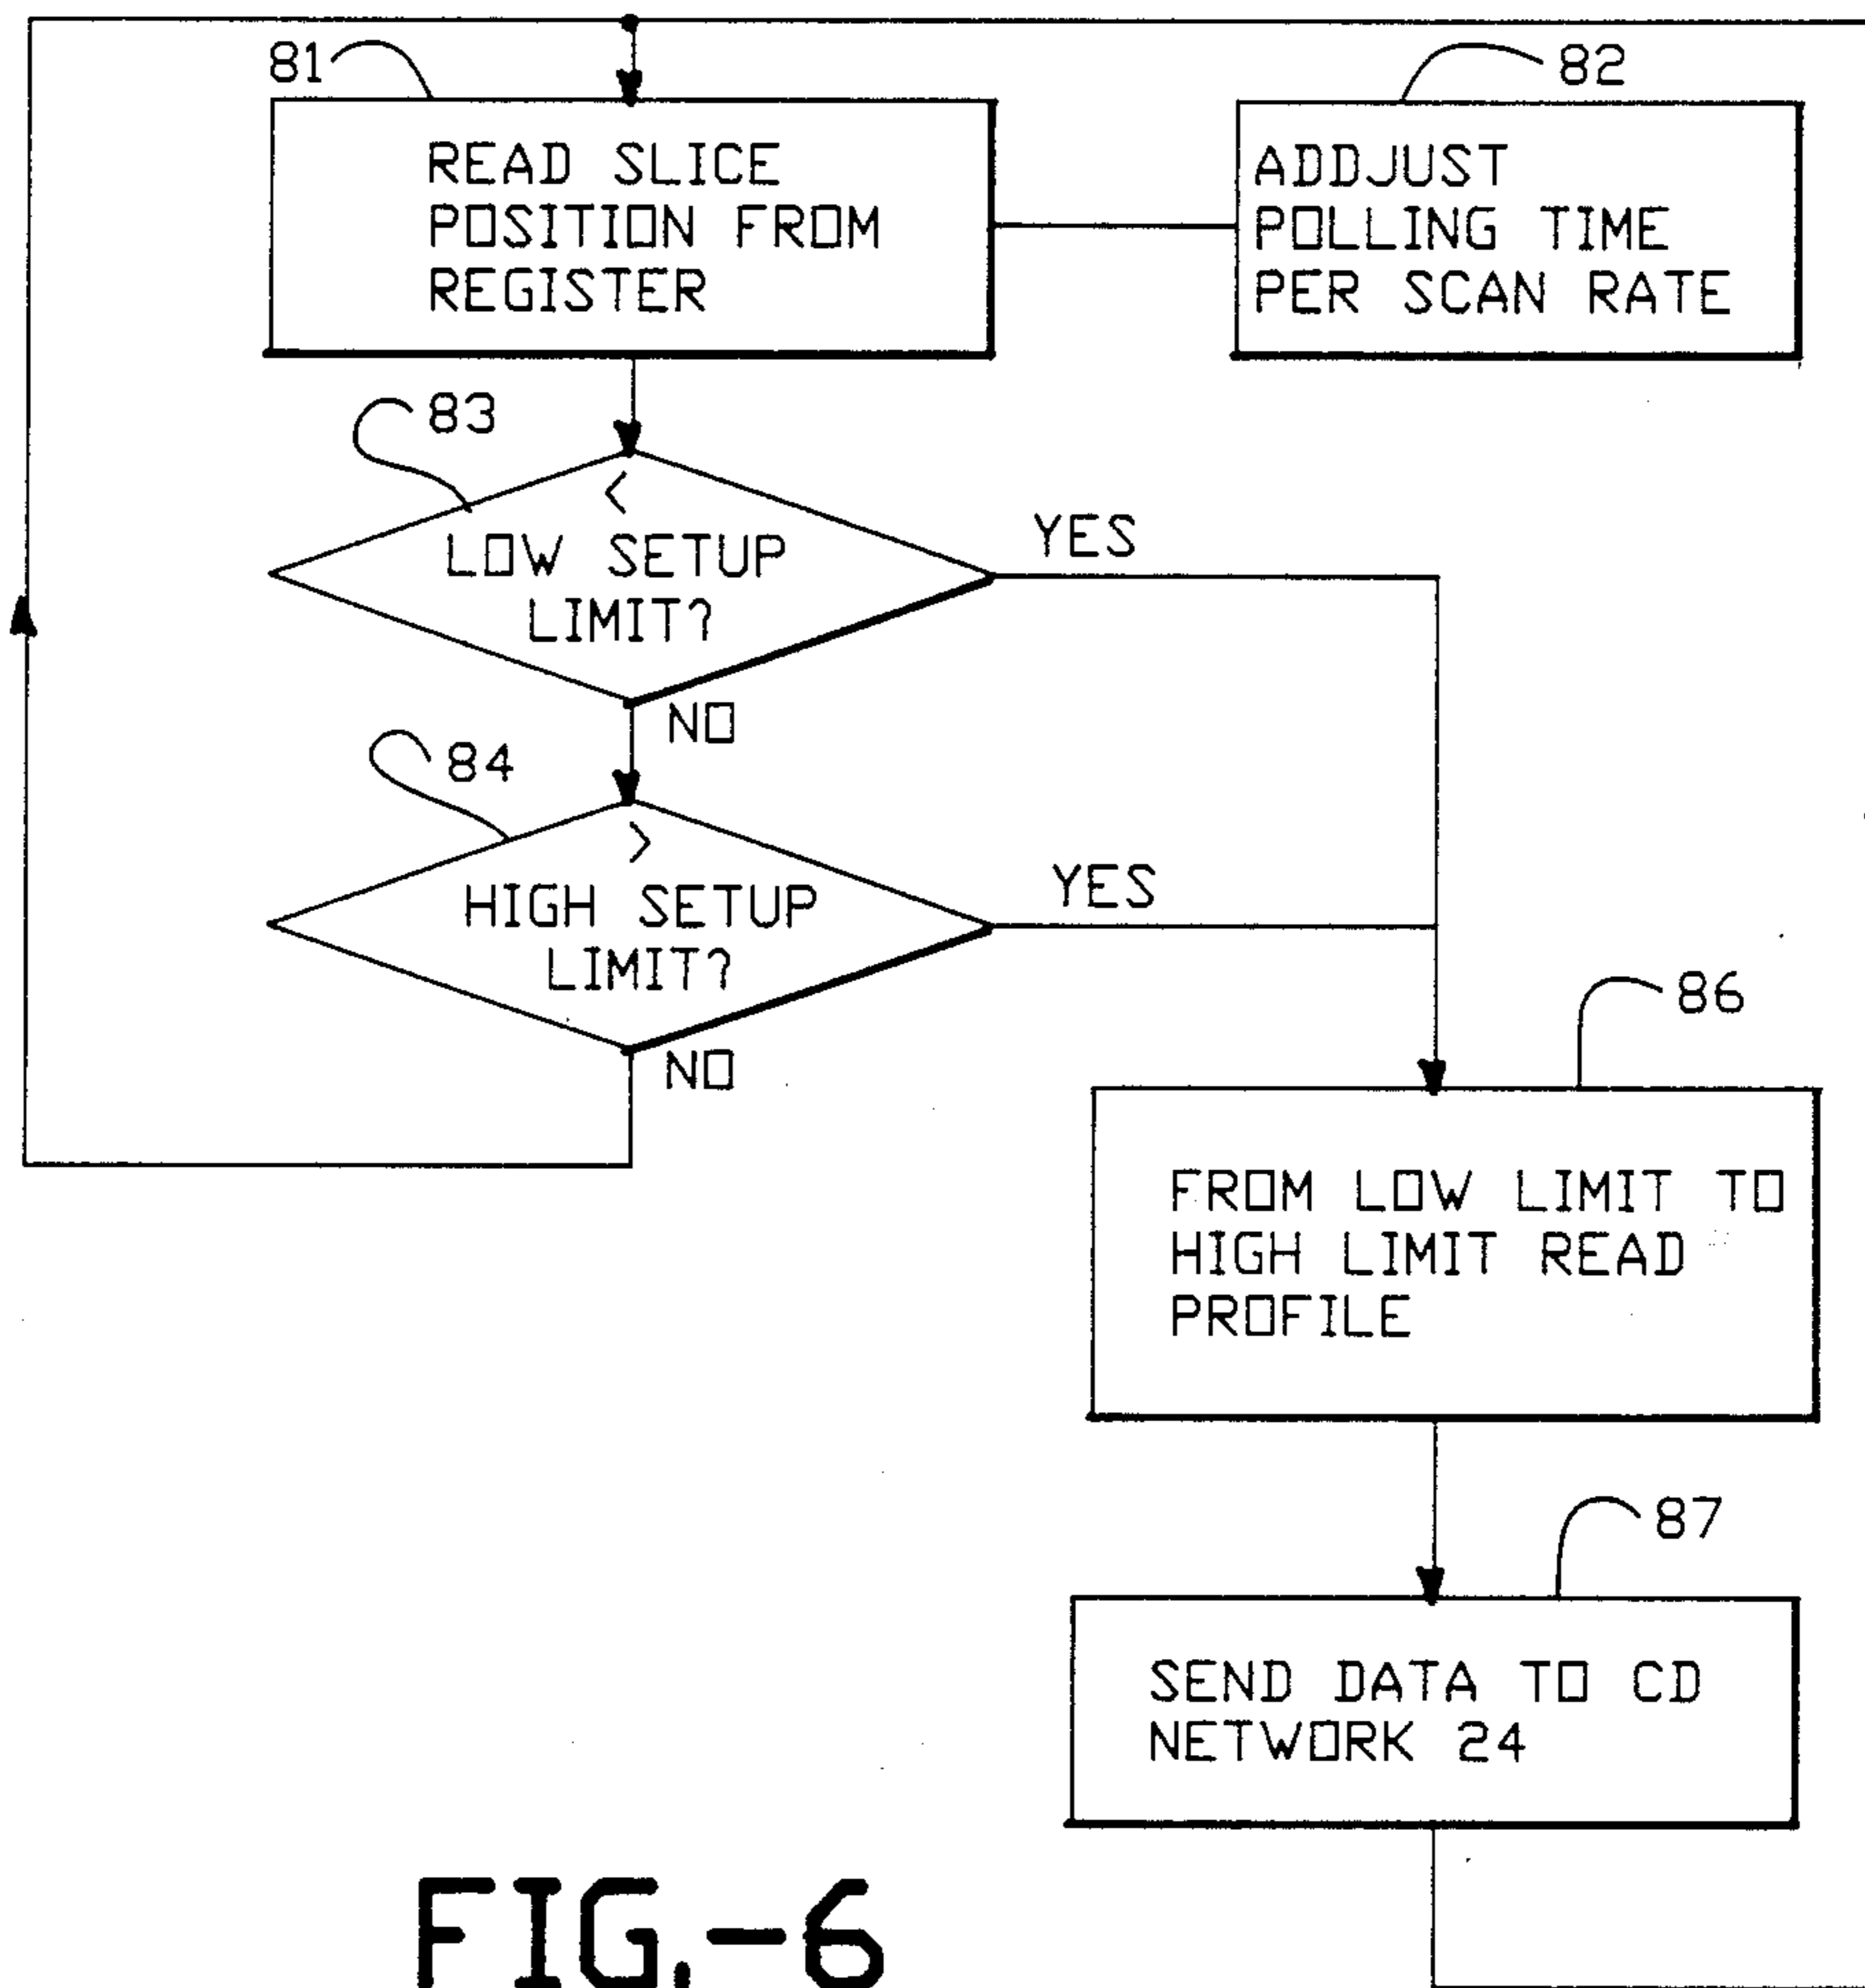 81
READ SLICE
POSITION FROM
REGISTER
82
ADDJUST
POLLING TIME
PER SCAN RATE
83
<
LOW SETUP
LIMIT?
YES
NO
84
>
HIGH SETUP
LIMIT?
YES
NO
86
FROM LOW LIMIT TO
HIGH LIMIT READ
PROFILE
87
SEND DATA TO CD
NETWORK 24
FIG.-6